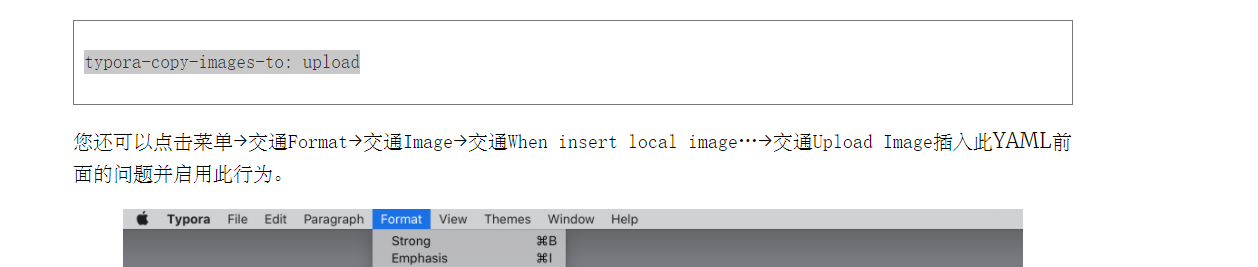 typora-copy-images-to: upload
您还可以点击菜单→交通Format→交通Image→交通When insert local image…→交通Upload Image插入此YAML前
面的问题并启用此行为。
Typora File Edit Paragraph Format View Themes Window Help
Strong ⌘B
Emphasis ⌘I